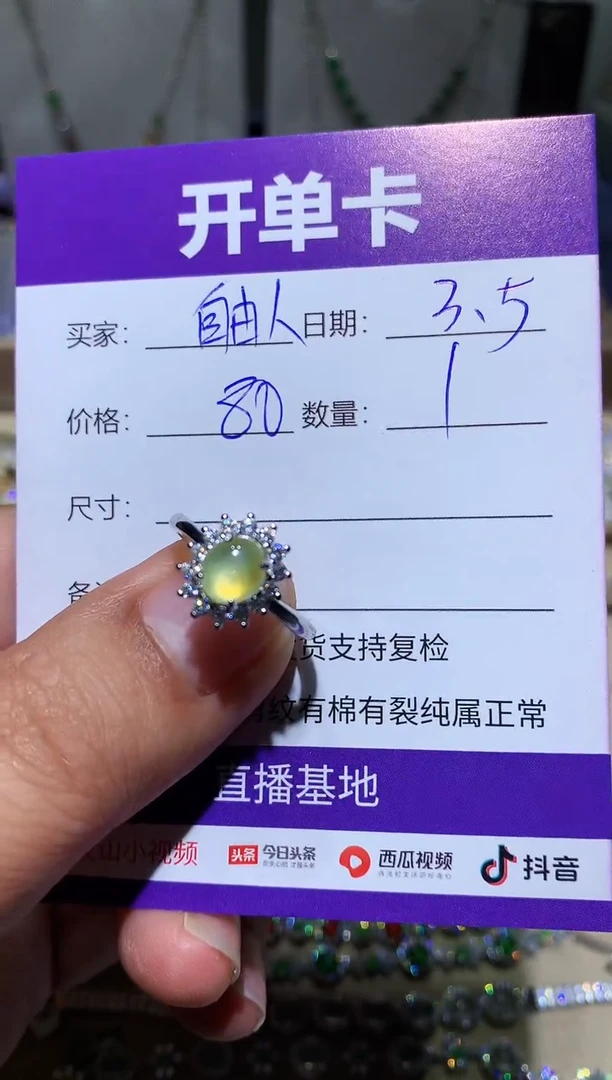 开单卡
买家: 自由人 日期: 3、5
价格: 80 数量: 1
尺寸:
货支持复检
纹有棉有裂纯属正常
直播基地
山小视频 头条 今日头条 西瓜视频 抖音